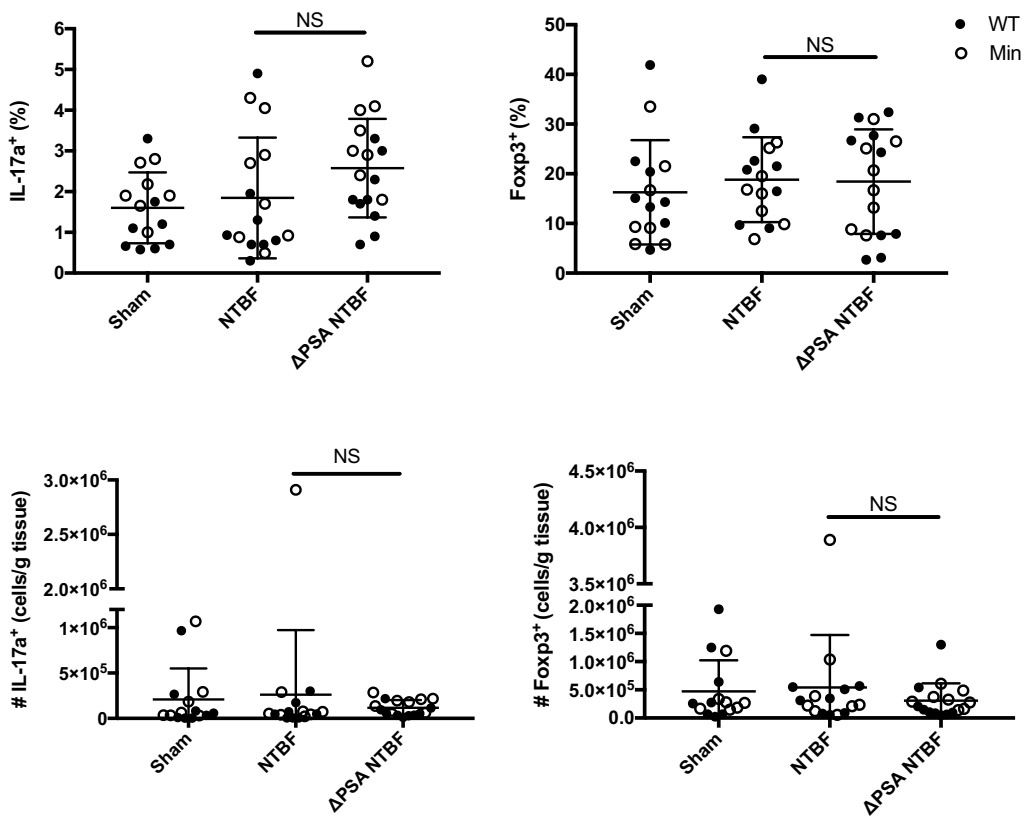 NS
6
5
4
3
2
1
0
IL-17a⁺ (%)
Sham
NTBF
ΔPSA NTBF
NS
50
40
30
20
10
0
Foxp3⁺ (%)
Sham
NTBF
ΔPSA NTBF
WT
Min
NS
3.0×10⁶
2.5×10⁶
2.0×10⁶
1×10⁶
5×10⁵
0
# IL-17a⁺ (cells/g tissue)
Sham
NTBF
ΔPSA NTBF
NS
4.5×10⁶
4.0×10⁶
3.5×10⁶
2.0×10⁶
1.5×10⁶
1.0×10⁶
5.0×10⁵
0.0
# Foxp3⁺ (cells/g tissue)
Sham
NTBF
ΔPSA NTBF